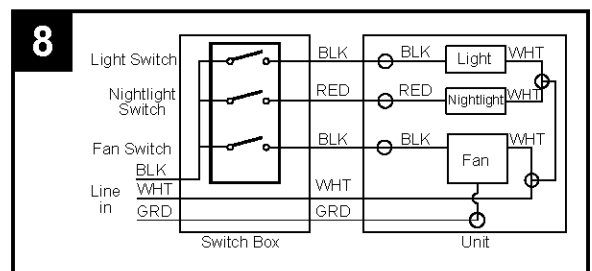 8
Light Switch
BLK
BLK
Light
WHT
Nightlight
Switch
RED
RED
Nightlight
WHT
Fan Switch
BLK
BLK
WHT
Fan
BLK
Line
in
WHT
WHT
GRD
GRD
Switch Box
Unit